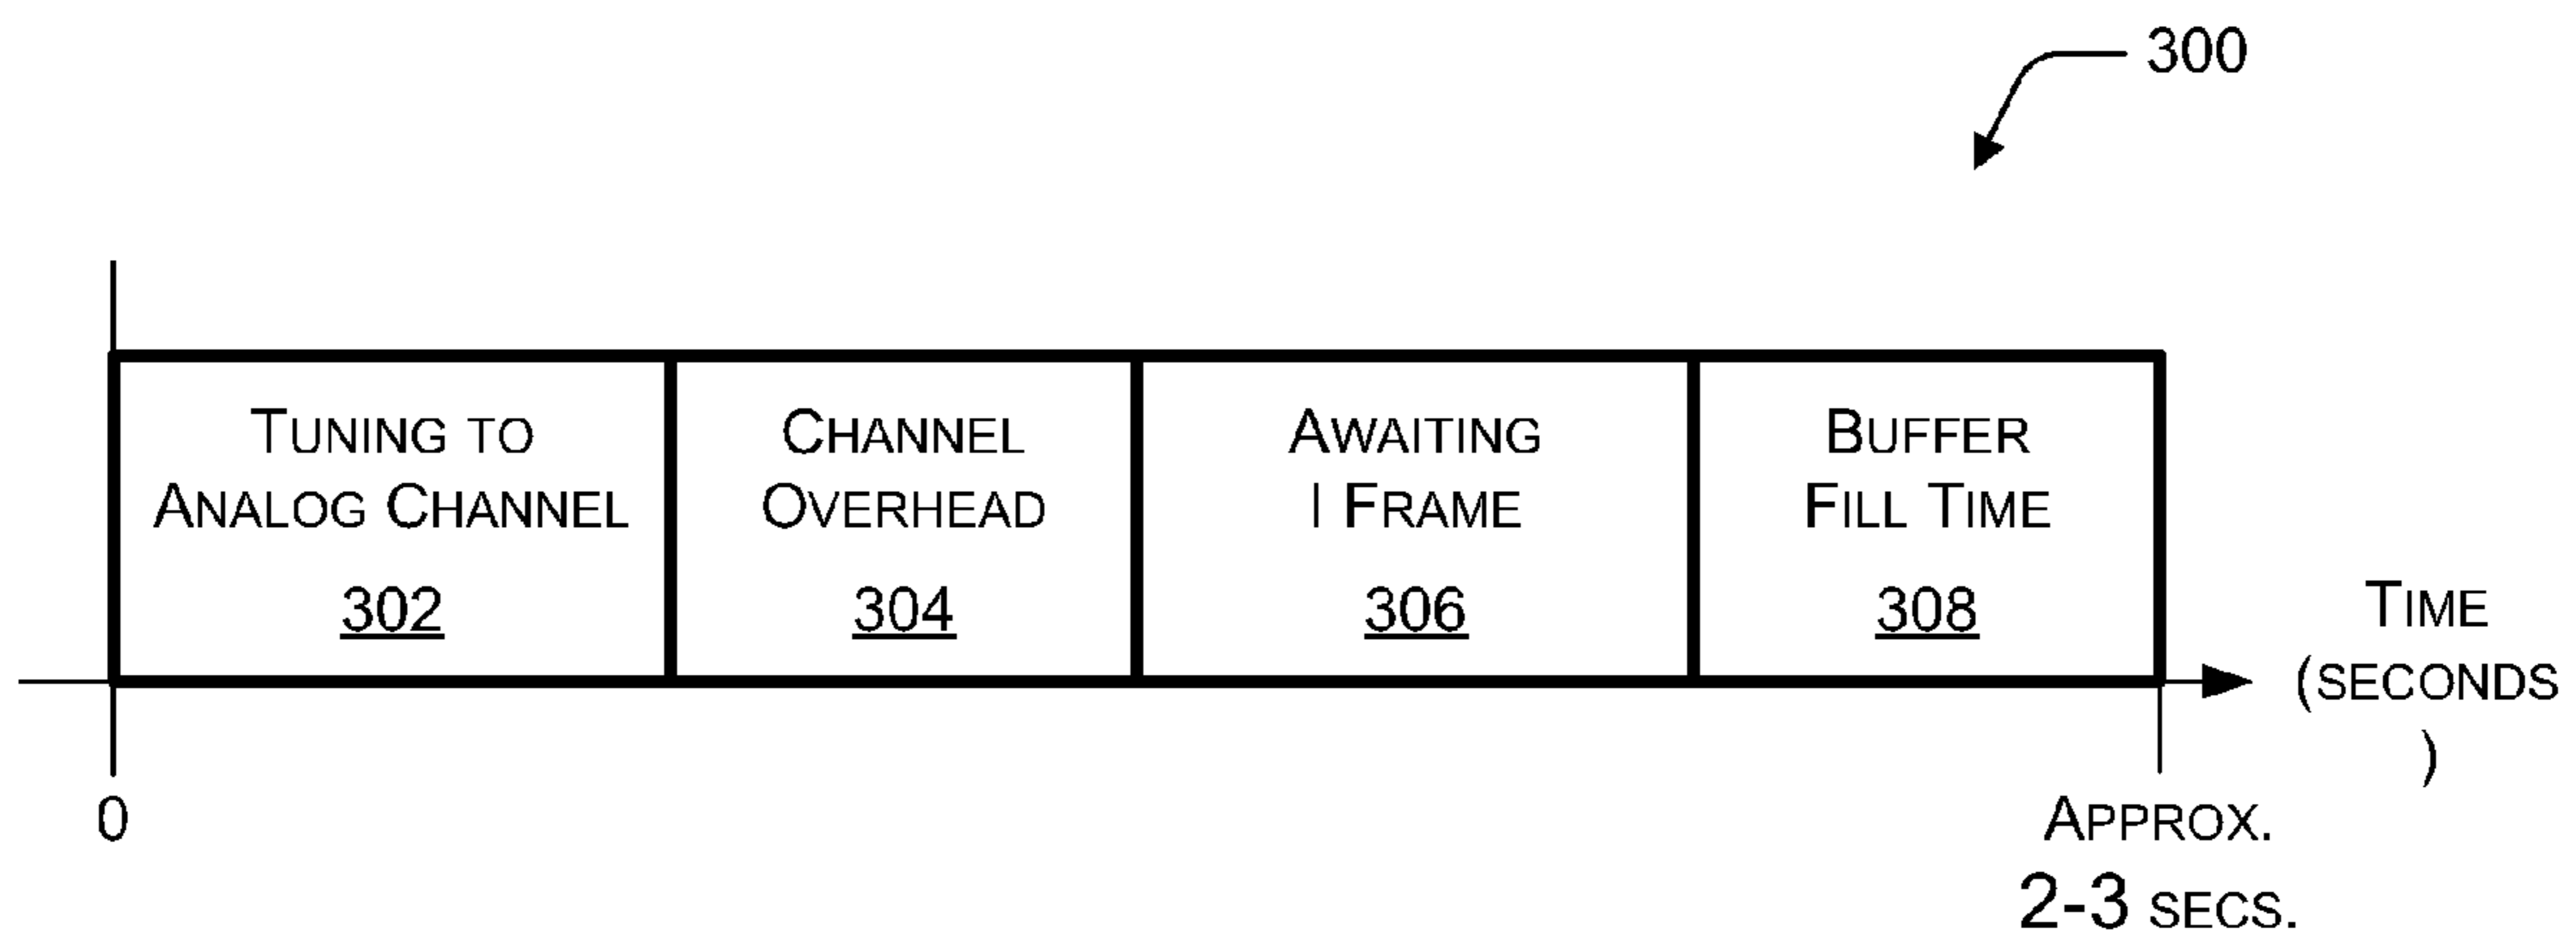 300
TUNING TO
ANALOG CHANNEL
302
CHANNEL
OVERHEAD
304
AWAITING
I FRAME
306
BUFFER
FILL TIME
308
TIME
(SECONDS
)
0
APPROX.
2-3 SECS.